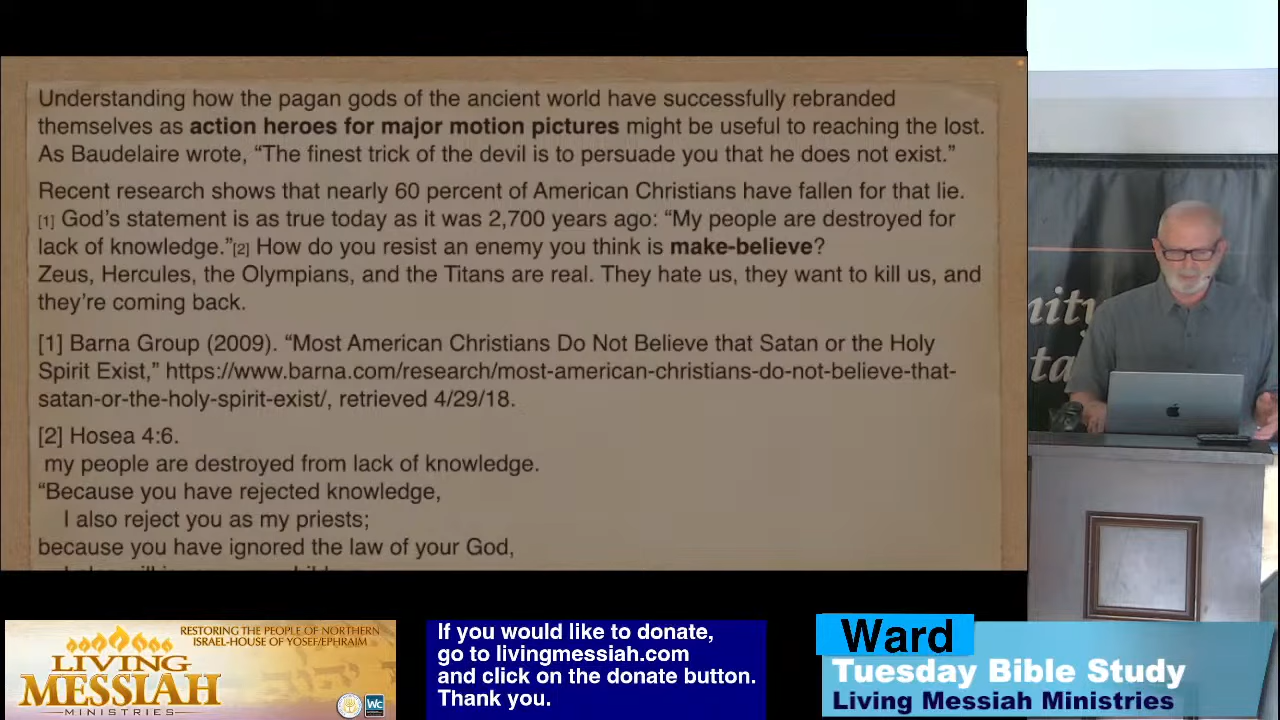 Understanding how the pagan gods of the ancient world have successfully rebranded
themselves as action heroes for major motion pictures might be useful to reaching the lost.
As Baudelaire wrote, “The finest trick of the devil is to persuade you that he does not exist.”
Recent research shows that nearly 60 percent of American Christians have fallen for that lie.
[1] God’s statement is as true today as it was 2,700 years ago: “My people are destroyed for
lack of knowledge.”[2] How do you resist an enemy you think is make-believe?
Zeus, Hercules, the Olympians, and the Titans are real. They hate us, they want to kill us, and
they’re coming back.
[1] Barna Group (2009). “Most American Christians Do Not Believe that Satan or the Holy
Spirit Exist,” https://www.barna.com/research/most-american-christians-do-not-believe-that-
satan-or-the-holy-spirit-exist/, retrieved 4/29/18.
[2] Hosea 4:6.
my people are destroyed from lack of knowledge.
“Because you have rejected knowledge,
I also reject you as my priests;
because you have ignored the law of your God,
RESTORING THE PEOPLE OF NORTHERN
ISRAEL-HOUSE OF YOSEF/EPHRAIM
LIVING
MESSIAH
MINISTRIES
WC
If you would like to donate,
go to livingmessiah.com
and click on the donate button.
Thank you.
Ward
Tuesday Bible Study
Living Messiah Ministries